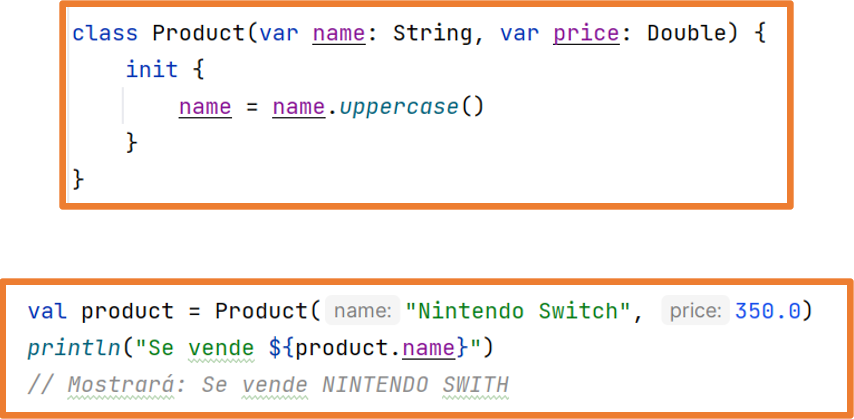 class Product(var name: String, var price: Double) {
    init {
        name = name.uppercase()
    }
}
val product = Product( name: "Nintendo Switch", price: 350.0)
println("Se vende ${product.name}")
// Mostrará: Se vende NINTENDO SWITH